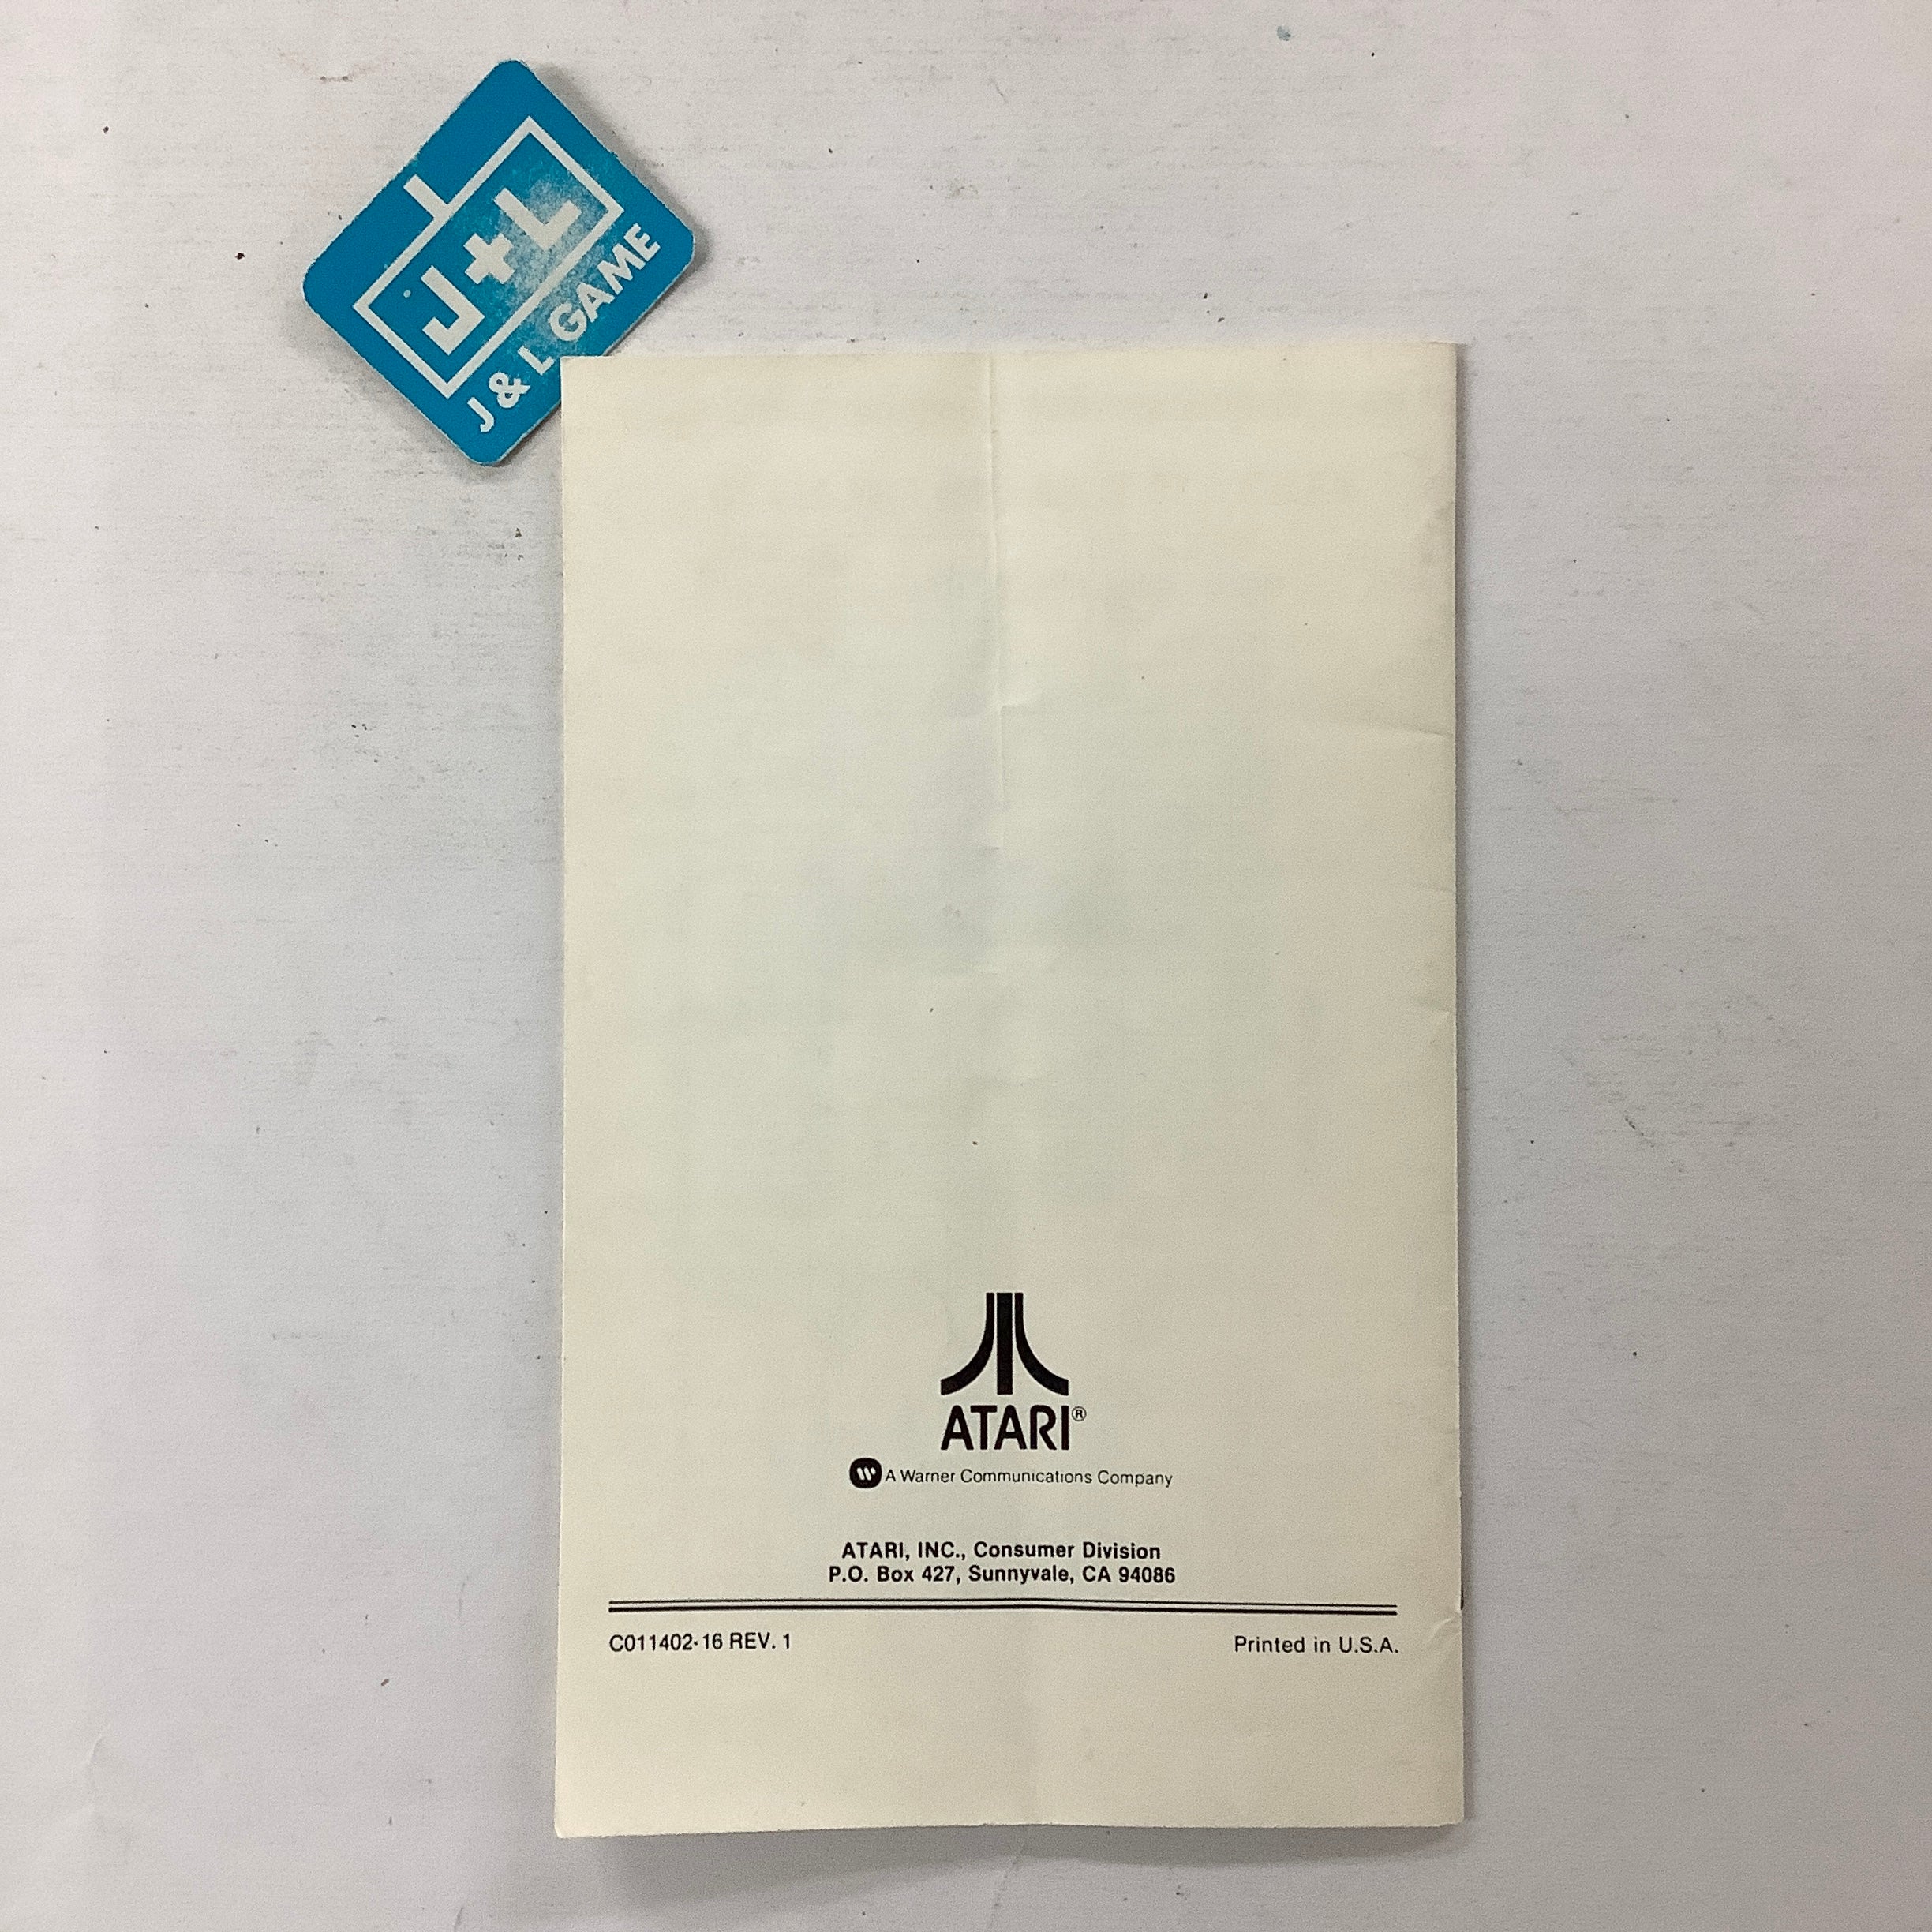 J+L
J & L GAME
ATARI®
W A Warner Communications Company
ATARI, INC., Consumer Division
P.O. Box 427, Sunnyvale, CA 94086
C011402-16 REV. 1
Printed in U.S.A.